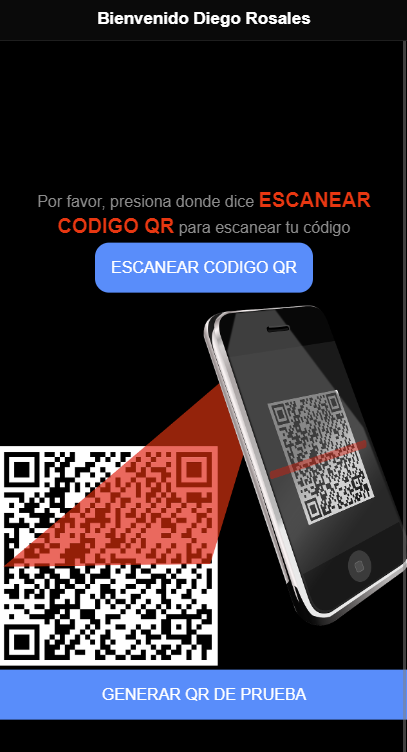 Bienvenido Diego Rosales
Por favor, presiona donde dice ESCANEAR
CODIGO QR para escanear tu código
ESCANEAR CODIGO QR
GENERAR QR DE PRUEBA